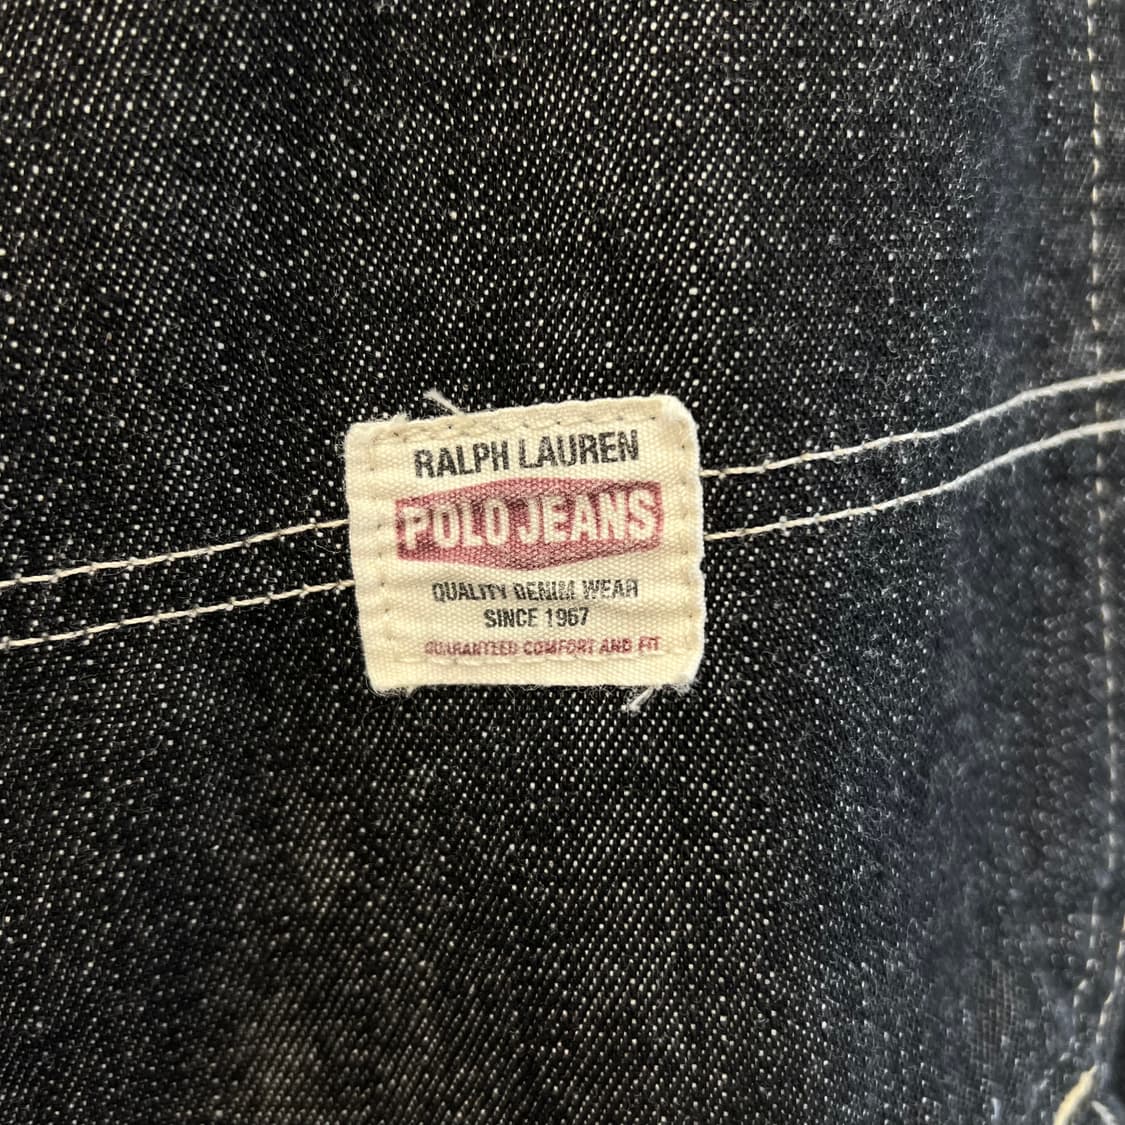 RALPH LAUREN
POLO JEANS
QUALITY DENIM WEAR
SINCE 1967
GUARANTEED COMFORT AND FIT